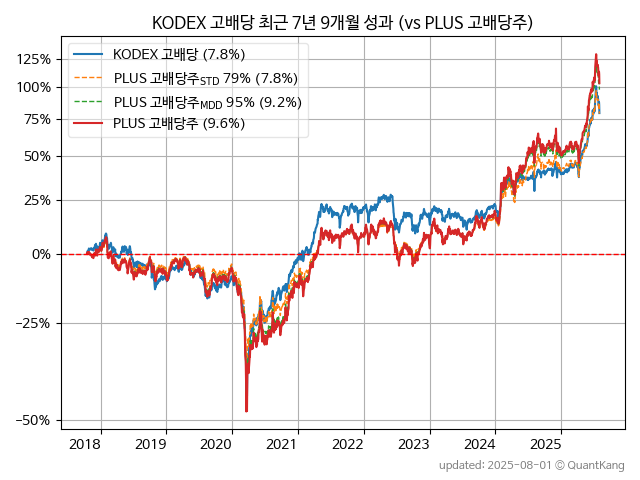 KODEX 고배당 최근 7년 9개월 성과 (vs PLUS 고배당주)
KODEX 고배당 (7.8%)
PLUS 고배당주STD 79% (7.8%)
PLUS 고배당주MDD 95% (9.2%)
PLUS 고배당주 (9.6%)
125%
100%
75%
50%
25%
0%
−25%
−50%
2018 2019 2020 2021 2022 2023 2024 2025
updated: 2025-08-01 © QuantKang